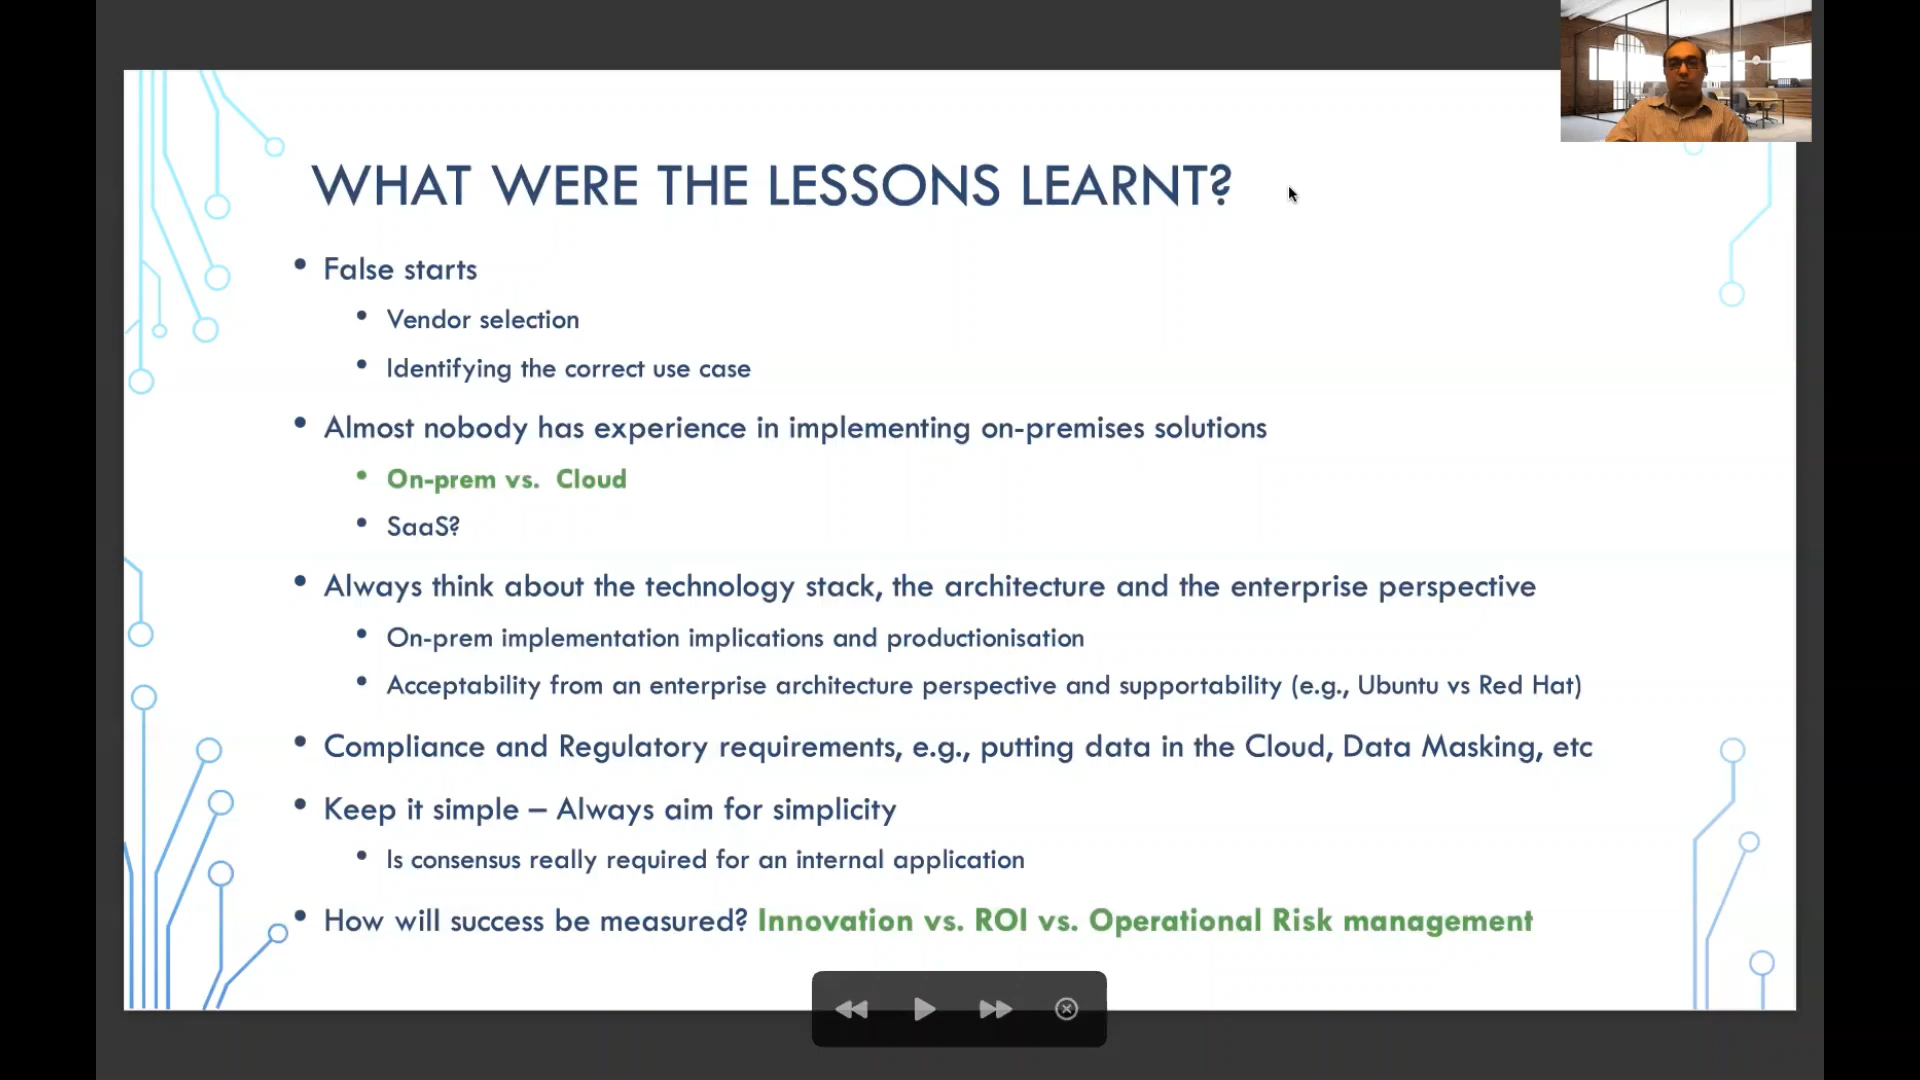 WHAT WERE THE LESSONS LEARNT?
• False starts
• Vendor selection
• Identifying the correct use case
• Almost nobody has experience in implementing on-premises solutions
• On-prem vs.  Cloud
• SaaS?
• Always think about the technology stack, the architecture and the enterprise perspective
• On-prem implementation implications and productionisation
• Acceptability from an enterprise architecture perspective and supportability (e.g., Ubuntu vs Red Hat)
• Compliance and Regulatory requirements, e.g., putting data in the Cloud, Data Masking, etc
• Keep it simple – Always aim for simplicity
• Is consensus really required for an internal application
• How will success be measured? Innovation vs. ROI vs. Operational Risk management